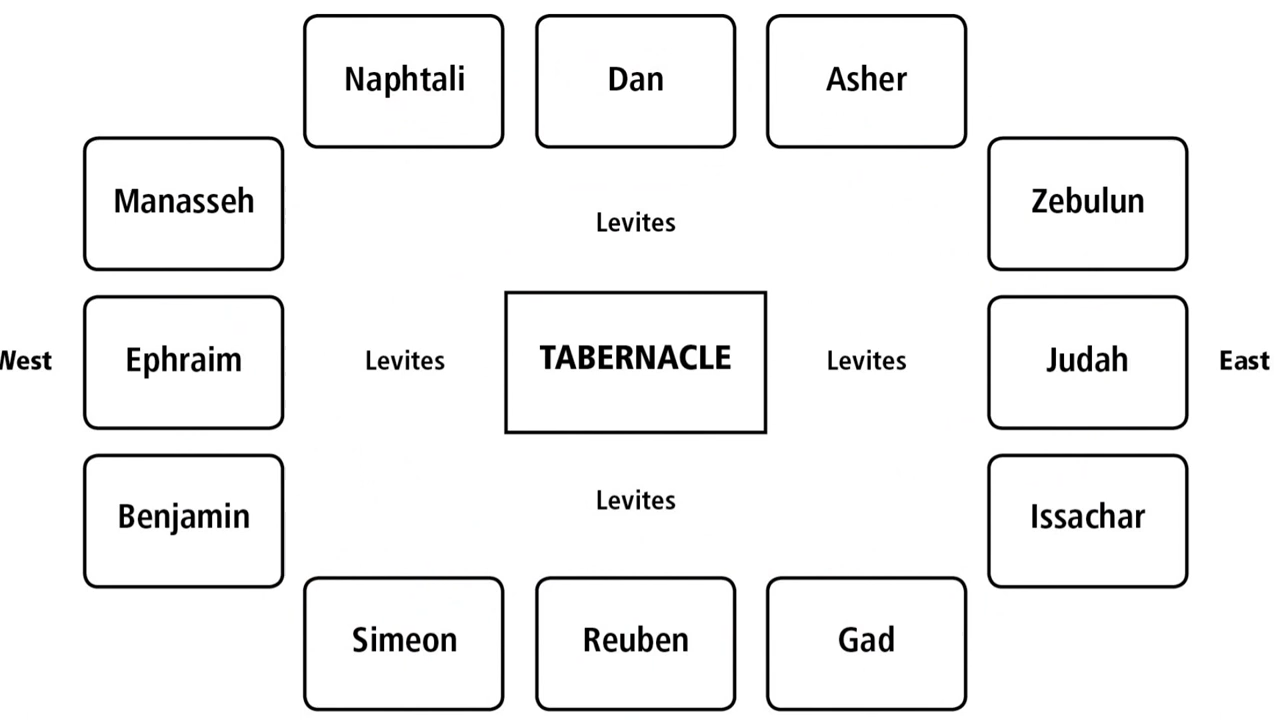 Naphtali
Dan
Asher
Manasseh
Zebulun
Levites
West
Ephraim
Levites
TABERNACLE
Levites
Judah
East
Benjamin
Levites
Issachar
Simeon
Reuben
Gad